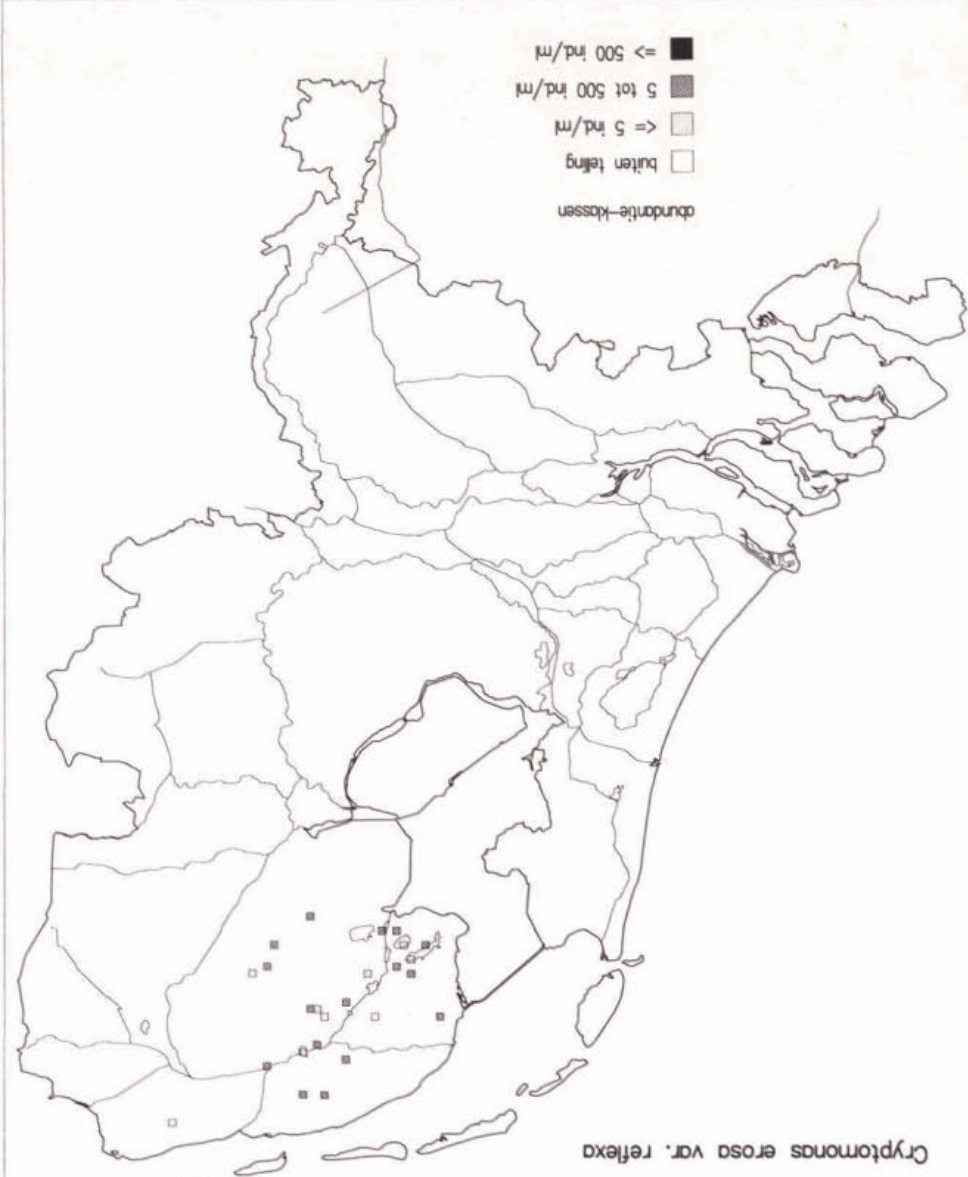 Cryptomonas erosa var. reflexa
abundantie-klassen
buiten telling
<= 5 ind./ml
5 tot 500 ind./ml
=> 500 ind./ml